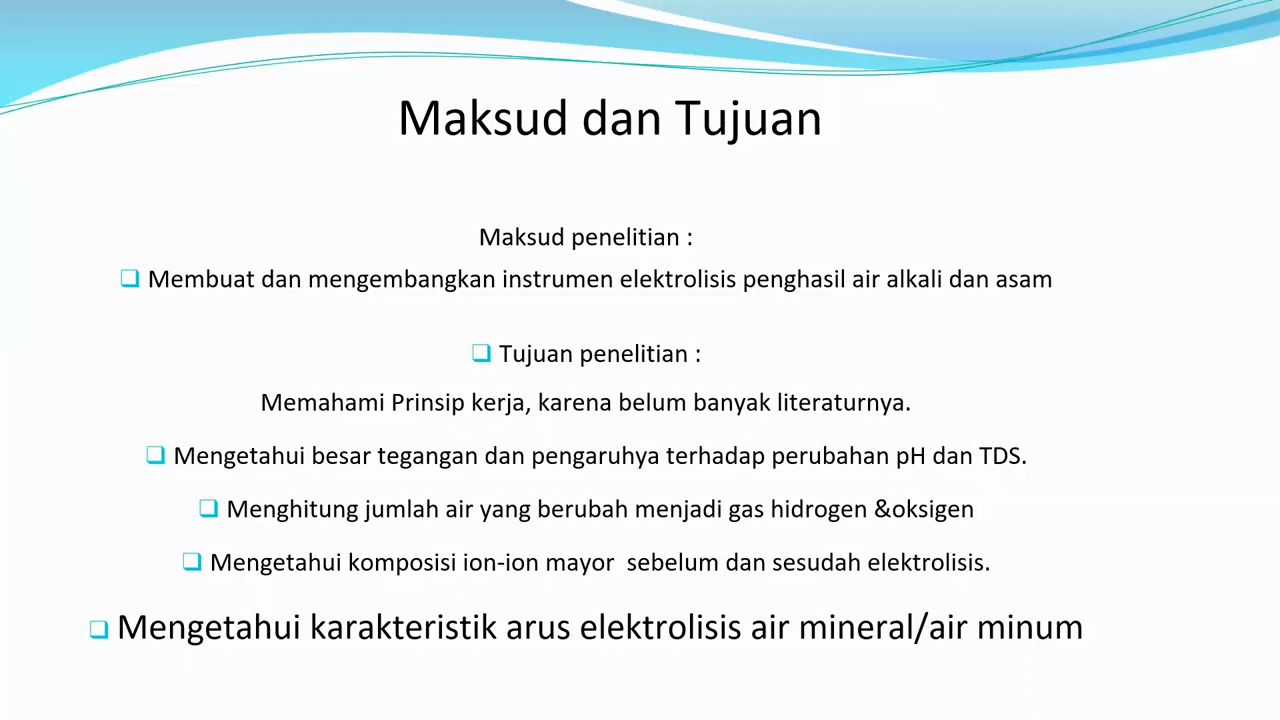 Maksud dan Tujuan
Maksud penelitian :
❑ Membuat dan mengembangkan instrumen elektrolisis penghasil air alkali dan asam
❑ Tujuan penelitian :
Memahami Prinsip kerja, karena belum banyak literaturnya.
❑ Mengetahui besar tegangan dan pengaruhya terhadap perubahan pH dan TDS.
❑ Menghitung jumlah air yang berubah menjadi gas hidrogen &oksigen
❑ Mengetahui komposisi ion-ion mayor  sebelum dan sesudah elektrolisis.
❑ Mengetahui karakteristik arus elektrolisis air mineral/air minum